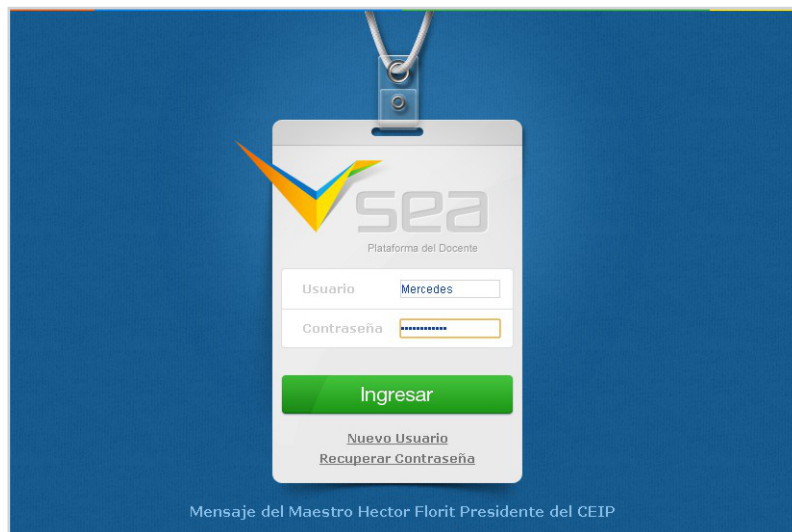 sea
Plataforma del Docente
Usuario Mercedes
Contraseña ••••••••••••
Ingresar
Nuevo Usuario
Recuperar Contraseña
Mensaje del Maestro Hector Florit Presidente del CEIP